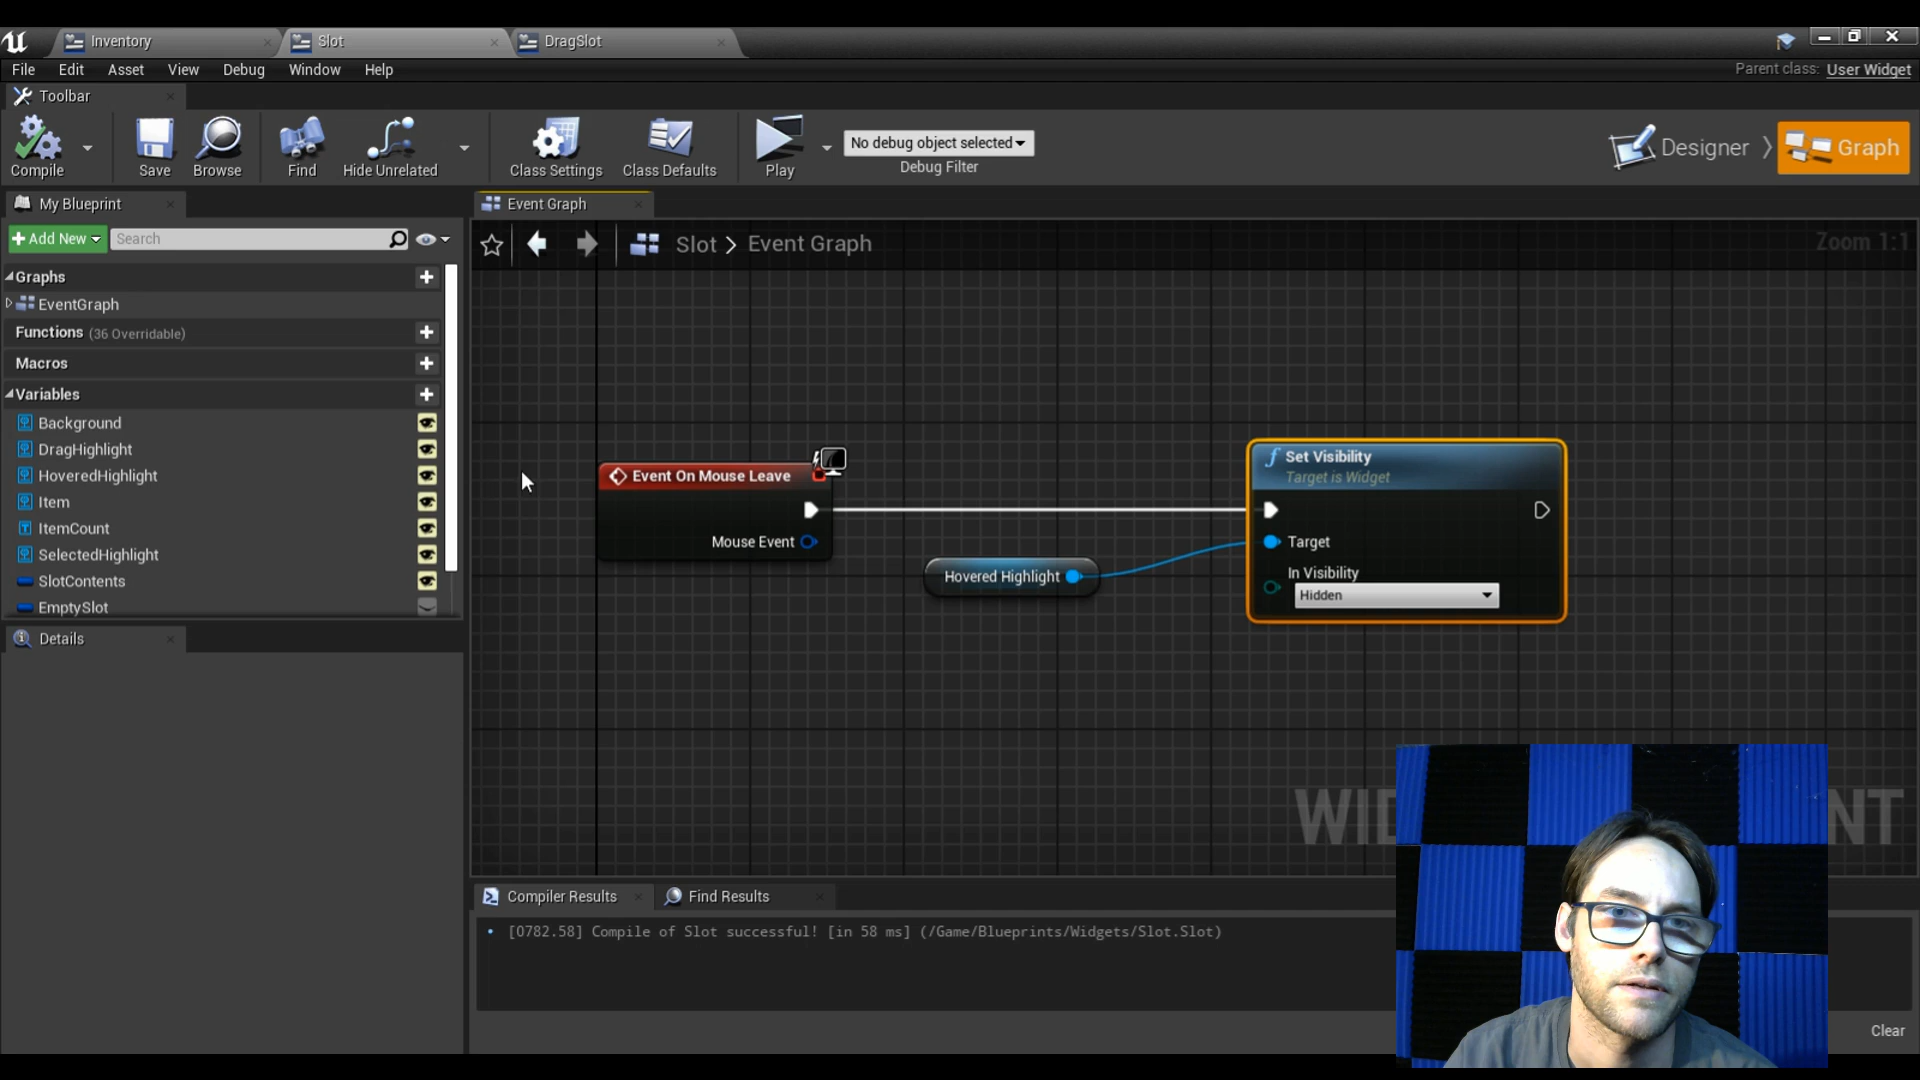 Inventory
Slot
DragSlot
File Edit Asset View Debug Window Help
Parent class: User Widget
Toolbar
Compile
Save
Browse
Find
Hide Unrelated
Class Settings
Class Defaults
Play
No debug object selected
Debug Filter
Designer
Graph
My Blueprint
Event Graph
Add New
Search
Slot > Event Graph
Zoom 1:1
Graphs
EventGraph
Functions (36 Overridable)
Macros
Variables
Background
DragHighlight
HoveredHighlight
Item
ItemCount
SelectedHighlight
SlotContents
EmptySlot
Details
Event On Mouse Leave
Mouse Event
Hovered Highlight
Set Visibility
Target is Widget
Target
In Visibility
Hidden
Compiler Results
Find Results
[0782.58] Compile of Slot successful! [in 58 ms] (/Game/Blueprints/Widgets/Slot.Slot)
Clear